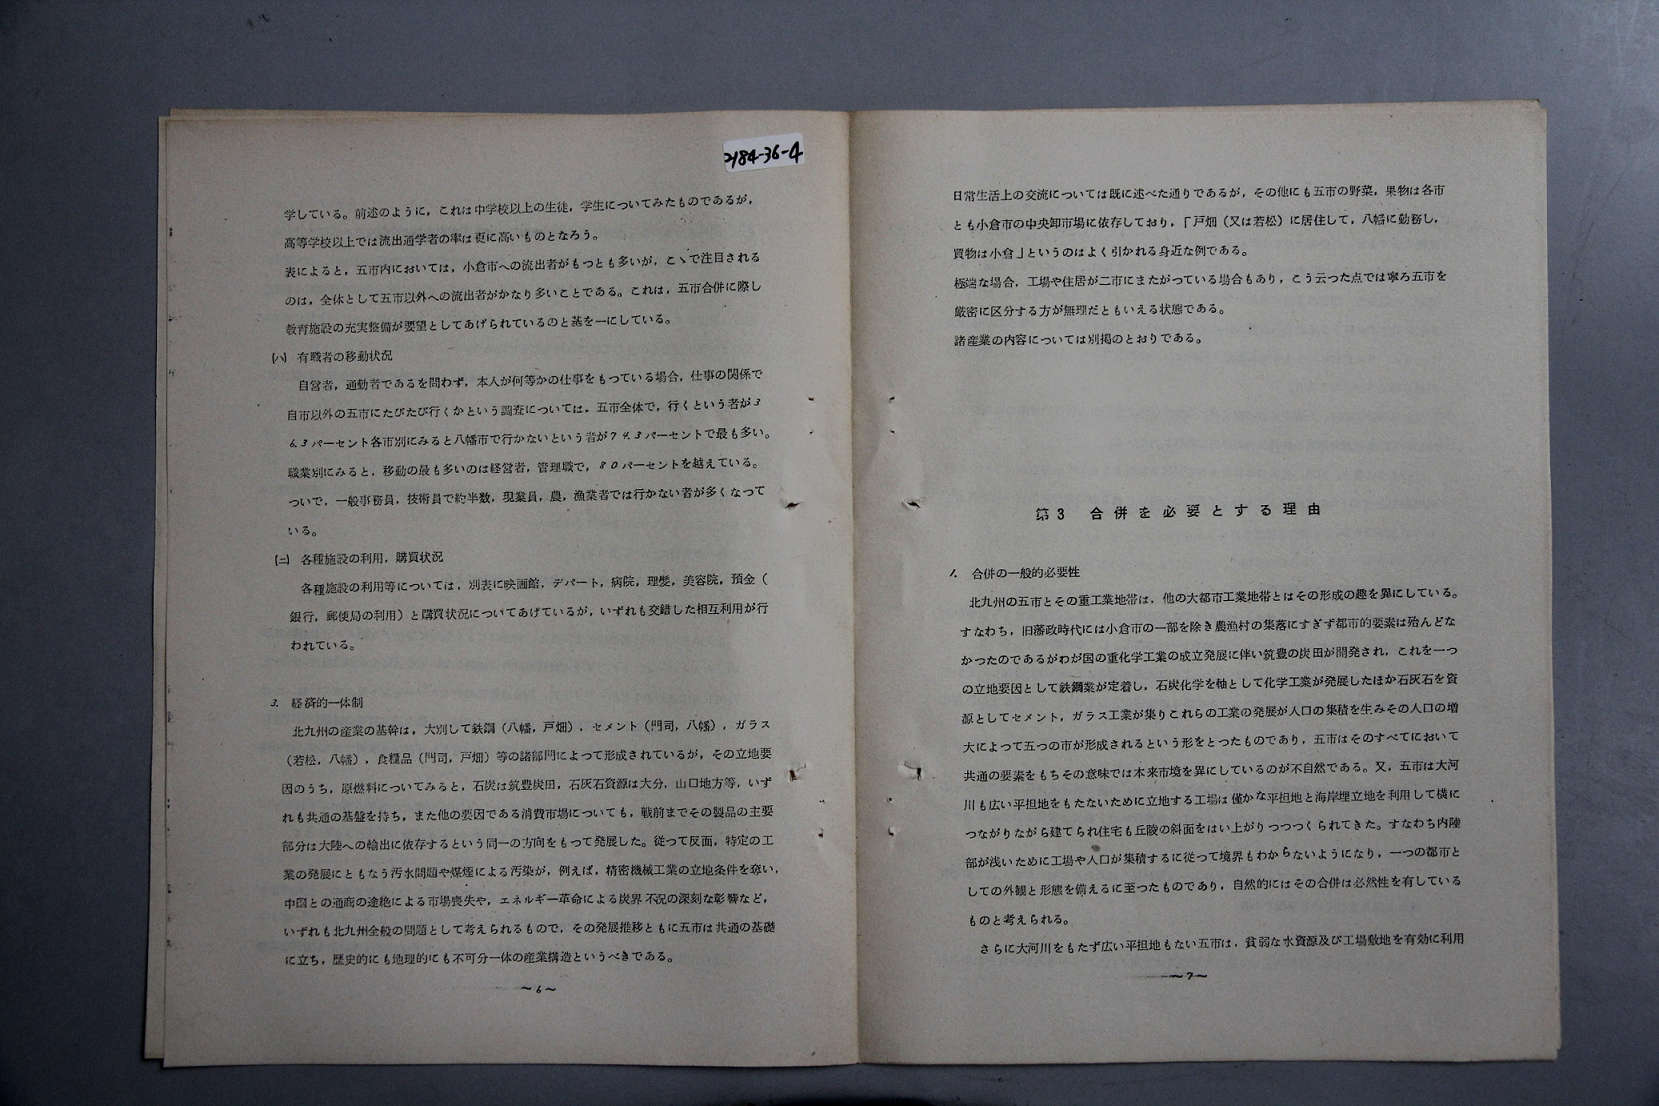 2184-36-4
学している。前述のように，これは中学校以上の生徒，学生についてみたものであるが，
高等学校以上では流出通学者の率は更に高いものとなろう。
表によると，五市内においては，小倉市への流出者がもつとも多いが，こゝで注目される
のは，全体として五市以外への流出者がかなり多いことである。これは，五市合併に際し
教育施設の充実整備が要望としてあげられているのと基を一にしている。
(ハ) 有職者の移動状況
自営者，通勤者であるを問わず，本人が何等かの仕事をもつている場合，仕事の関係で
自市以外の五市にたびたび行くかという調査については，五市全体で，行くという者が3
6.3パーセント各市別にみると八幡市で行かないという者が74.3パーセントで最も多い。
職業別にみると，移動の最も多いのは経営者，管理職で，80パーセントを越えている。
ついで，一般事務員，技術員で約半数，現業員，農，漁業者では行かない者が多くなつて
いる。
(ニ) 各種施設の利用，購買状況
各種施設の利用等については，別表に映画館，デパート，病院，理髪，美容院，預金（
銀行，郵便局の利用）と購買状況についてあげているが，いずれも交錯した相互利用が行
われている。
3. 経済的一体制
北九州の産業の基幹は，大別して鉄鋼（八幡，戸畑），セメント（門司，八幡），ガラス
（若松，八幡），食糧品（門司，戸畑）等の諸部門によつて形成されているが，その立地要
因のうち，原燃料についてみると，石炭は筑豊炭田，石灰石資源は大分，山口地方等，いず
れも共通の基盤を持ち，また他の要因である消費市場についても，戦前までその製品の主要
部分は大陸への輸出に依存するという同一の方向をもつて発展した。従つて反面，特定の工
業の発展にともなう汚水問題や煤煙による汚染が，例えば，精密機械工業の立地条件を奪い，
中国との通商の途絶による市場喪失や，エネルギー革命による炭界不況の深刻な影響など，
いずれも北九州全般の問題として考えられるもので，その発展推移ともに五市は共通の基礎
に立ち，歴史的にも地理的にも不可分一体の産業構造というべきである。
～6～
日常生活上の交流については既に述べた通りであるが，その他にも五市の野菜，果物は各市
とも小倉市の中央卸市場に依存しており，「戸畑（又は若松）に居住して，八幡に勤務し，
買物は小倉」というのはよく引かれる身近な例である。
極端な場合，工場や住居が二市にまたがつている場合もあり，こう云つた点では寧ろ五市を
厳密に区分する方が無理だともいえる状態である。
諸産業の内容については別掲のとおりである。
第3 合併を必要とする理由
1. 合併の一般的必要性
北九州の五市とその重工業地帯は，他の大都市工業地帯とはその形成の趣を異にしている。
すなわち，旧藩政時代には小倉市の一部を除き農漁村の集落にすぎず都市的要素は殆んどな
かつたのであるがわが国の重化学工業の成立発展に伴い筑豊の炭田が開発され，これを一つ
の立地要因として鉄鋼業が定着し，石炭化学を軸として化学工業が発展したほか石灰石を資
源としてセメント，ガラス工業が集りこれらの工業の発展が人口の集積を生みその人口の増
大によつて五つの市が形成されるという形をとつたものであり，五市はそのすべてにおいて
共通の要素をもちその意味では本来市境を異にしているのが不自然である。又，五市は大河
川も広い平坦地をもたないために立地する工場は僅かな平坦地と海岸埋立地を利用して横に
つながりながら建てられ住宅も丘陵の斜面をはい上がりつつつくられてきた。すなわち内陸
部が浅いために工場や人口が集積するに従つて境界もわからないようになり，一つの都市と
しての外観と形態を備えるに至つたものであり，自然的にはその合併は必然性を有している
ものと考えられる。
さらに大河川をもたず広い平坦地もない五市は，貧弱な水資源及び工場敷地を有効に利用
～7～